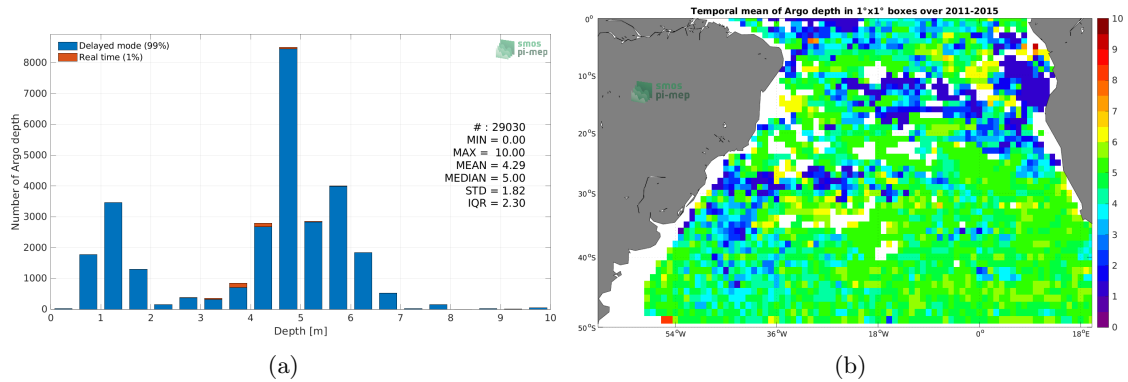 Delayed mode (99%)
Real time (1%)
smos
pi-mep
# : 29030
MIN = 0.00
MAX = 10.00
MEAN = 4.29
MEDIAN = 5.00
STD = 1.82
IQR = 2.30
Number of Argo depth
8000
7000
6000
5000
4000
3000
2000
1000
0
0 1 2 3 4 5 6 7 8 9 10
Depth [m]
(a)
Temporal mean of Argo depth in 1°x1° boxes over 2011-2015
smos
pi-mep
0°
10°S
20°S
30°S
40°S
50°S
54°W 36°W 18°W 0° 18°E
10
9
8
7
6
5
4
3
2
1
0
(b)